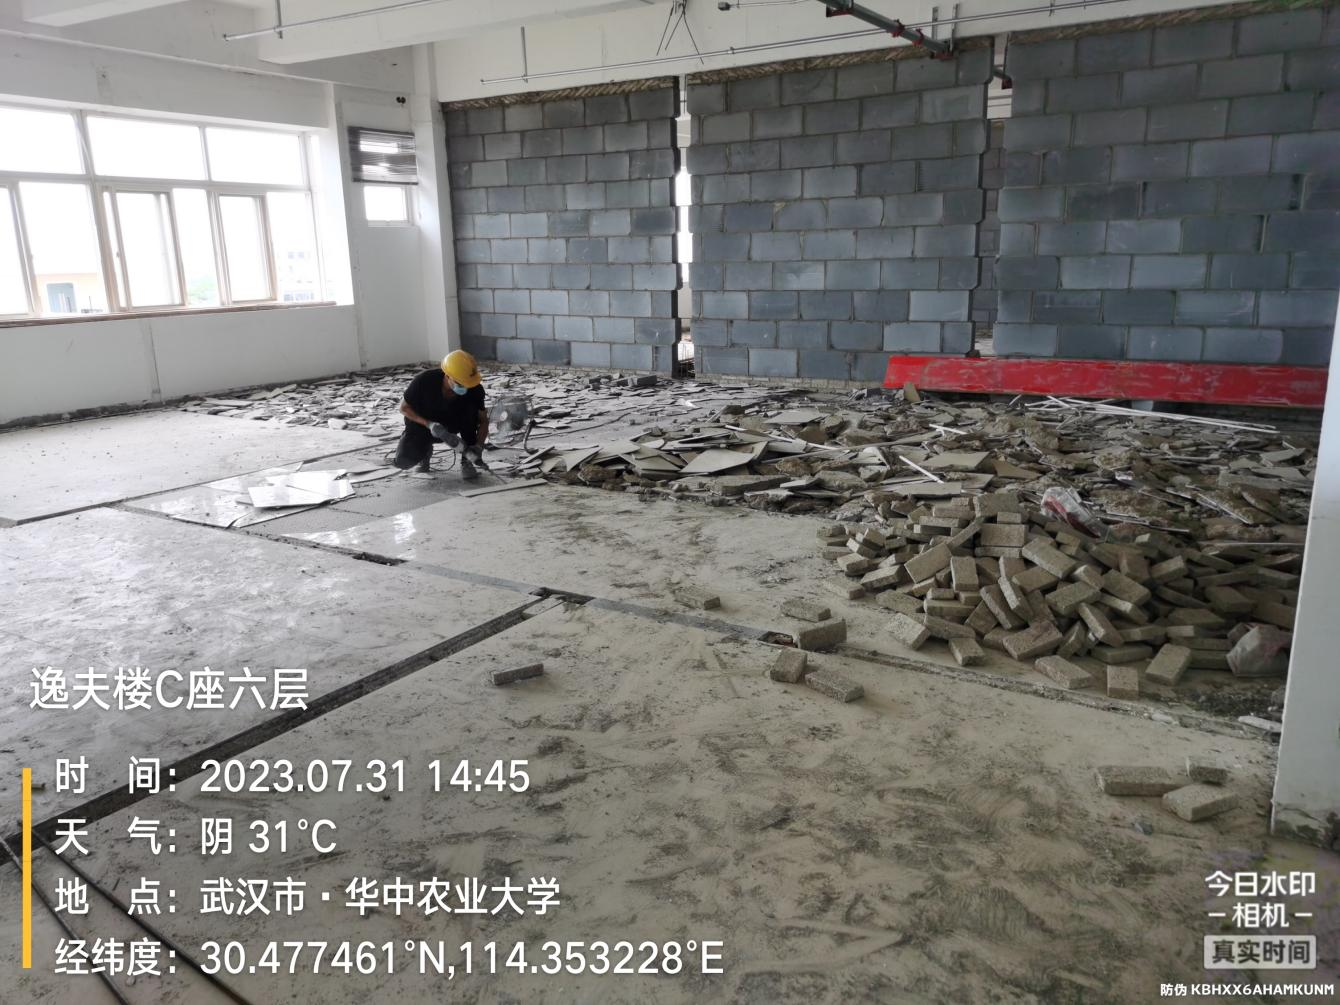 逸夫楼C座六层
时 间：2023.07.31 14:45
天 气：阴 31°C
地 点：武汉市·华中农业大学
经纬度：30.477461°N,114.353228°E
今日水印
-相机-
真实时间
防伪 KBHXX6AHAMKUNM